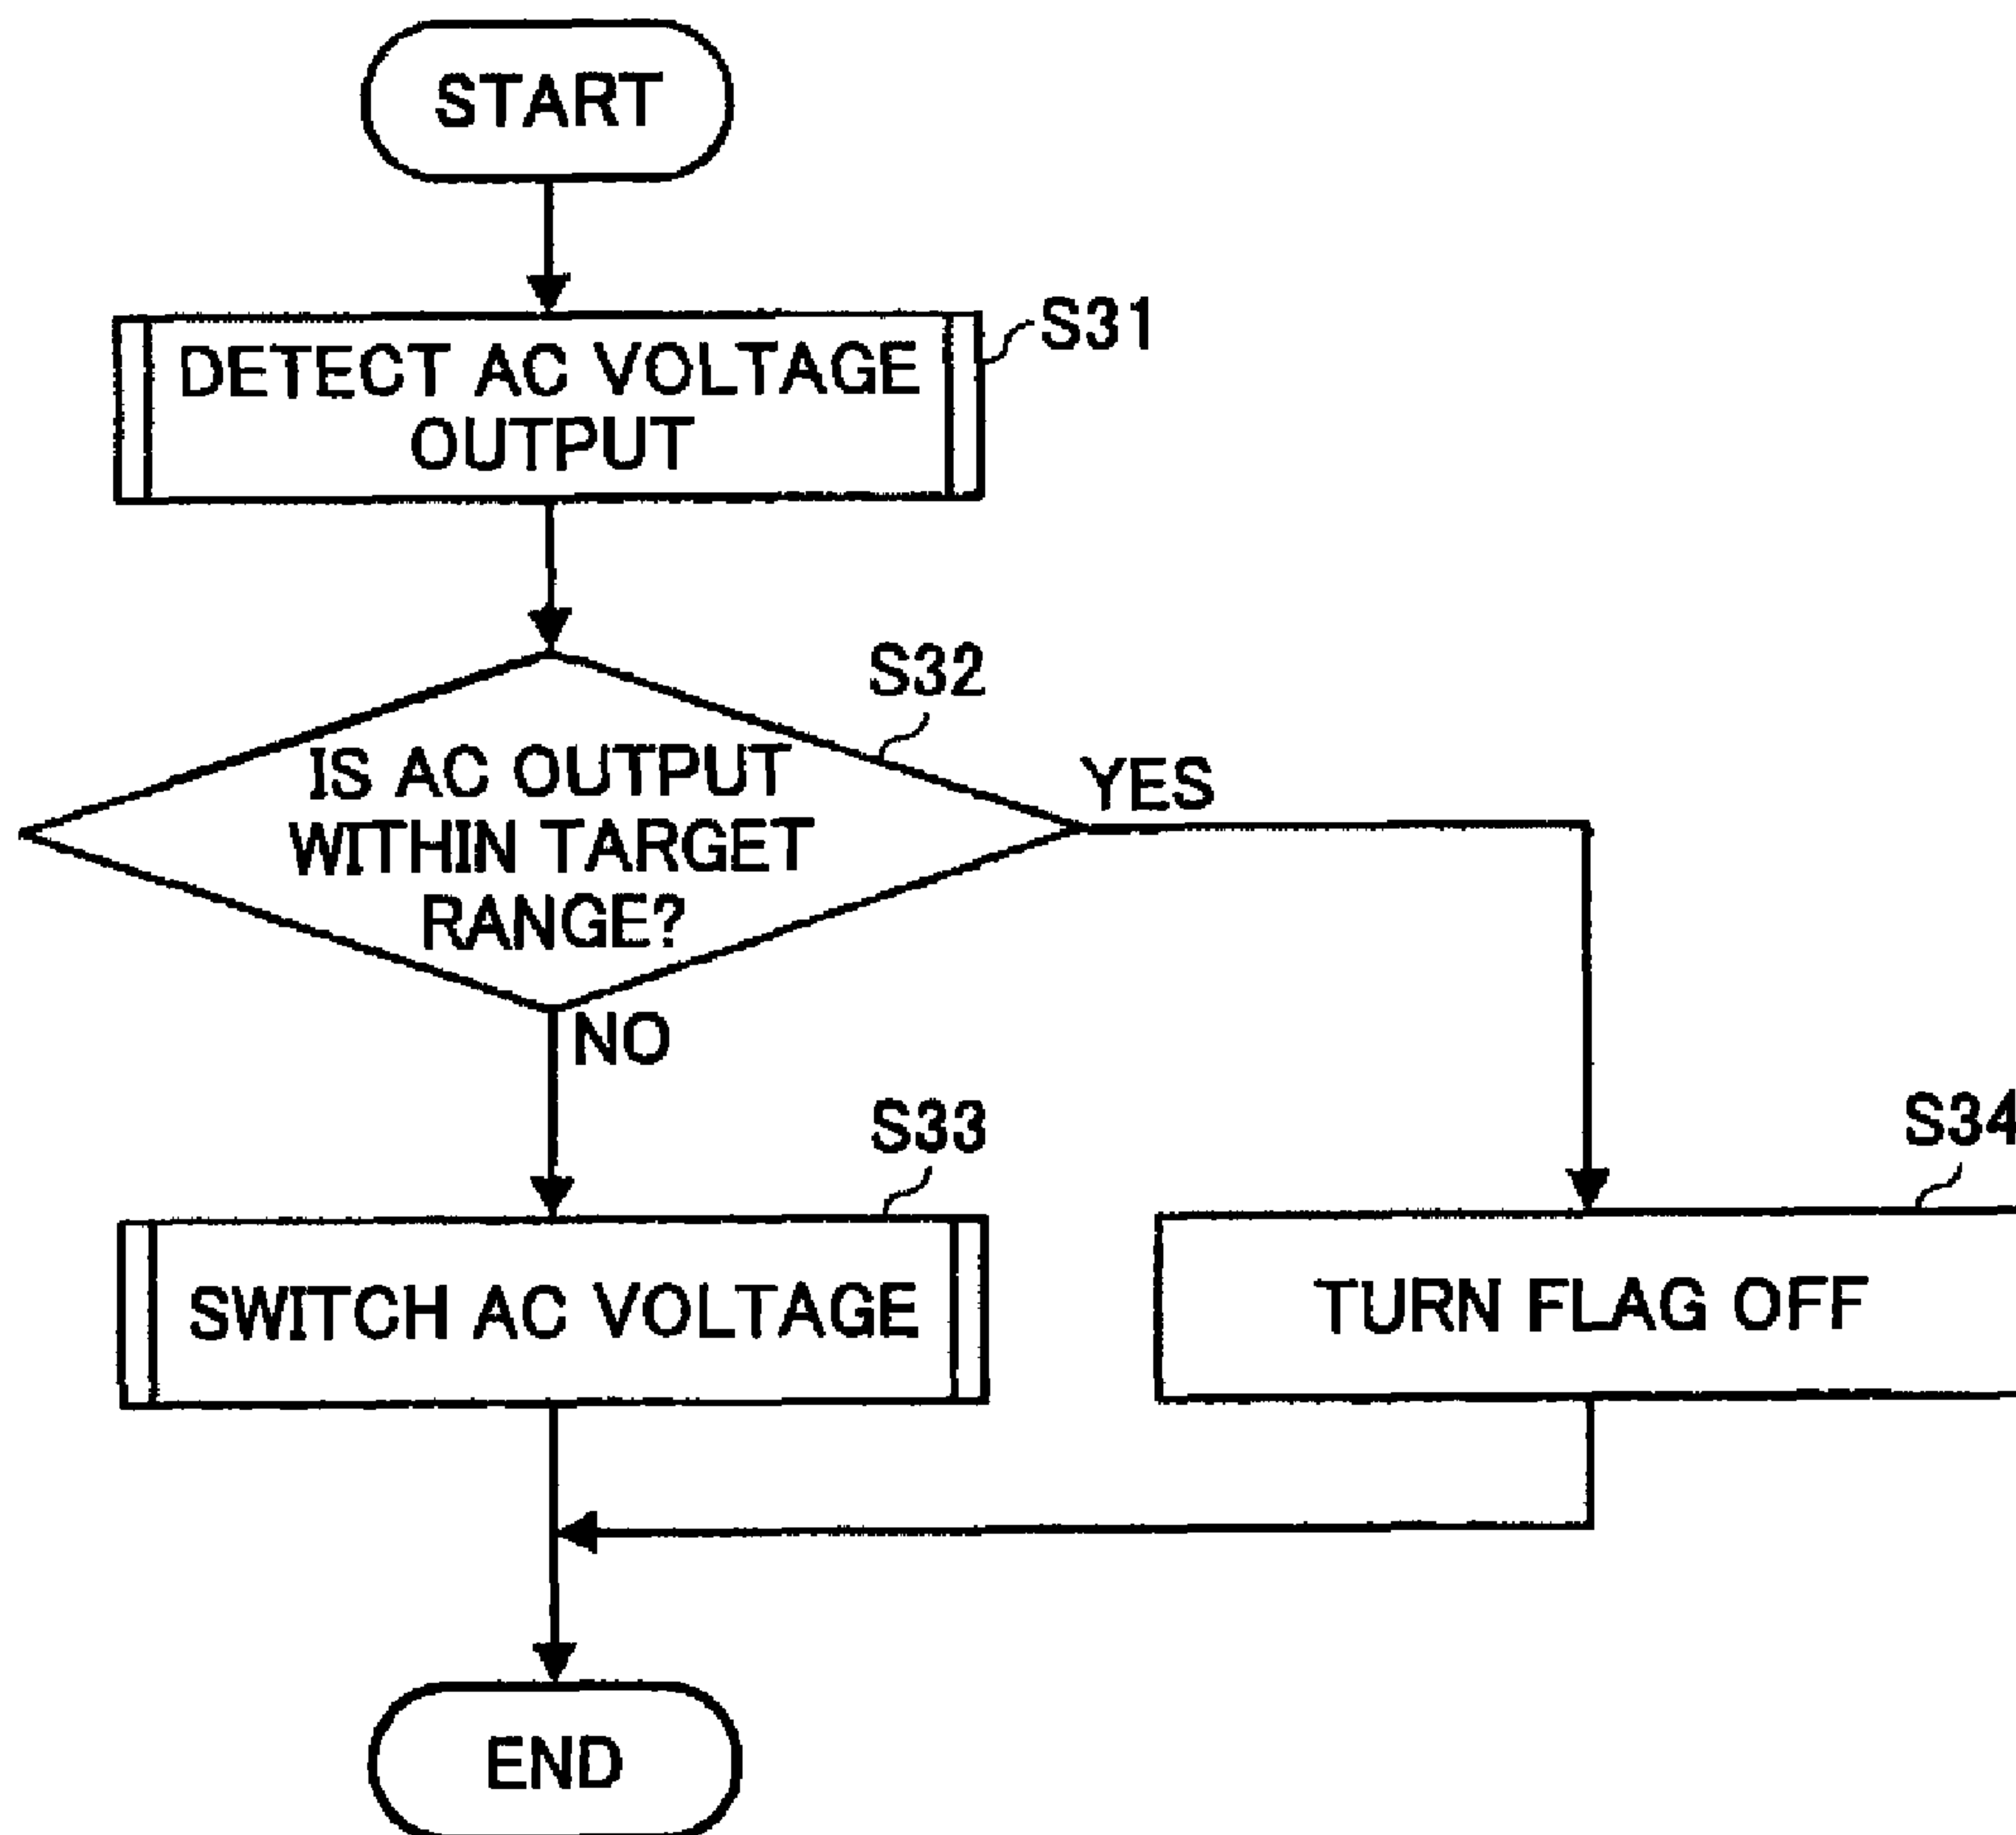 START
DETECT AC VOLTAGE
OUTPUT
S31
S32
IS AC OUTPUT
WITHIN TARGET
RANGE?
YES
NO
S33
S34
SWITCH AC VOLTAGE
TURN FLAG OFF
END